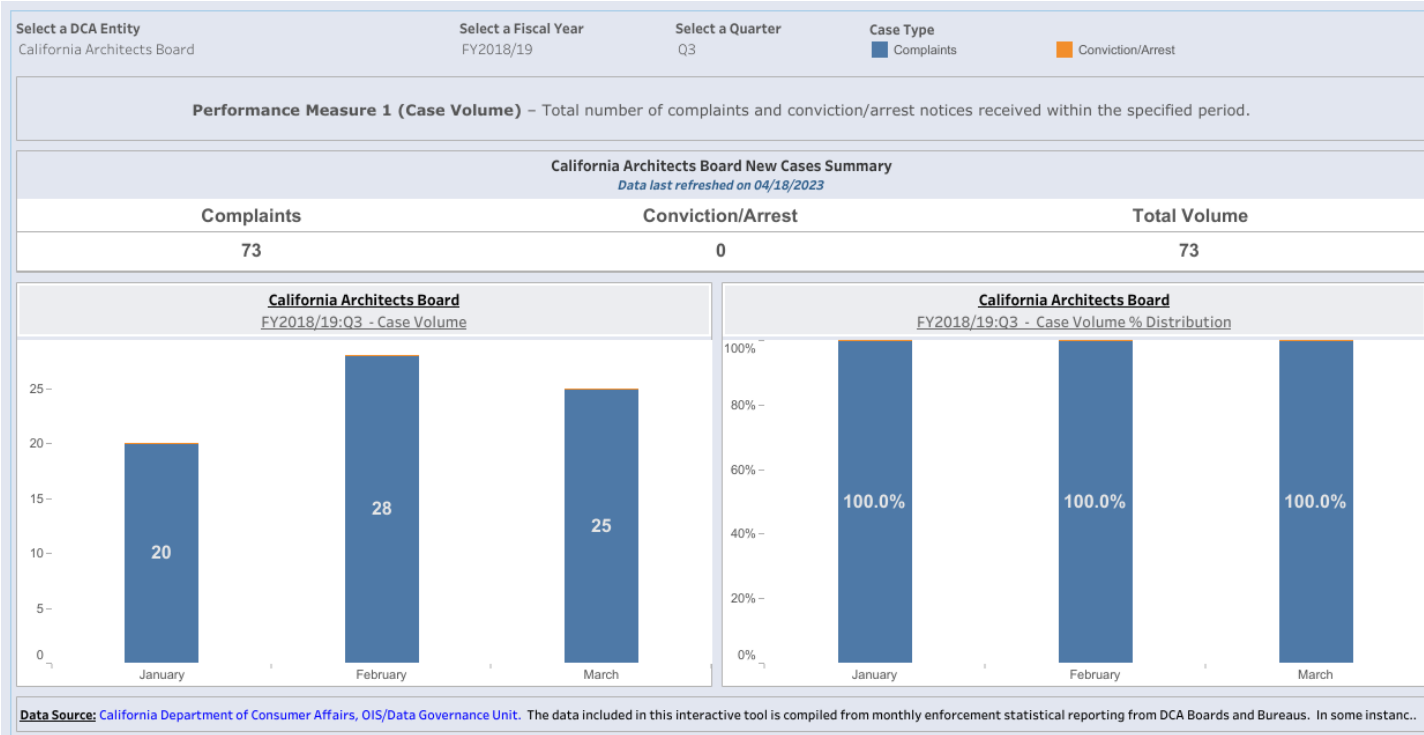 Select a DCA Entity Select a Fiscal Year Select a Quarter Case Type
California Architects Board FY2018/19 Q3 Complaints Conviction/Arrest
Performance Measure 1 (Case Volume) – Total number of complaints and conviction/arrest notices received within the specified period.
California Architects Board New Cases Summary
Data last refreshed on 04/18/2023
Complaints Conviction/Arrest Total Volume
73 0 73
California Architects Board
FY2018/19:Q3 - Case Volume
25
20
15
10
5
0
20
28
25
January February March
California Architects Board
FY2018/19:Q3 - Case Volume % Distribution
100%
80%
60%
40%
20%
0%
100.0% 100.0% 100.0%
January February March
Data Source: California Department of Consumer Affairs, OIS/Data Governance Unit. The data included in this interactive tool is compiled from monthly enforcement statistical reporting from DCA Boards and Bureaus. In some instanc..